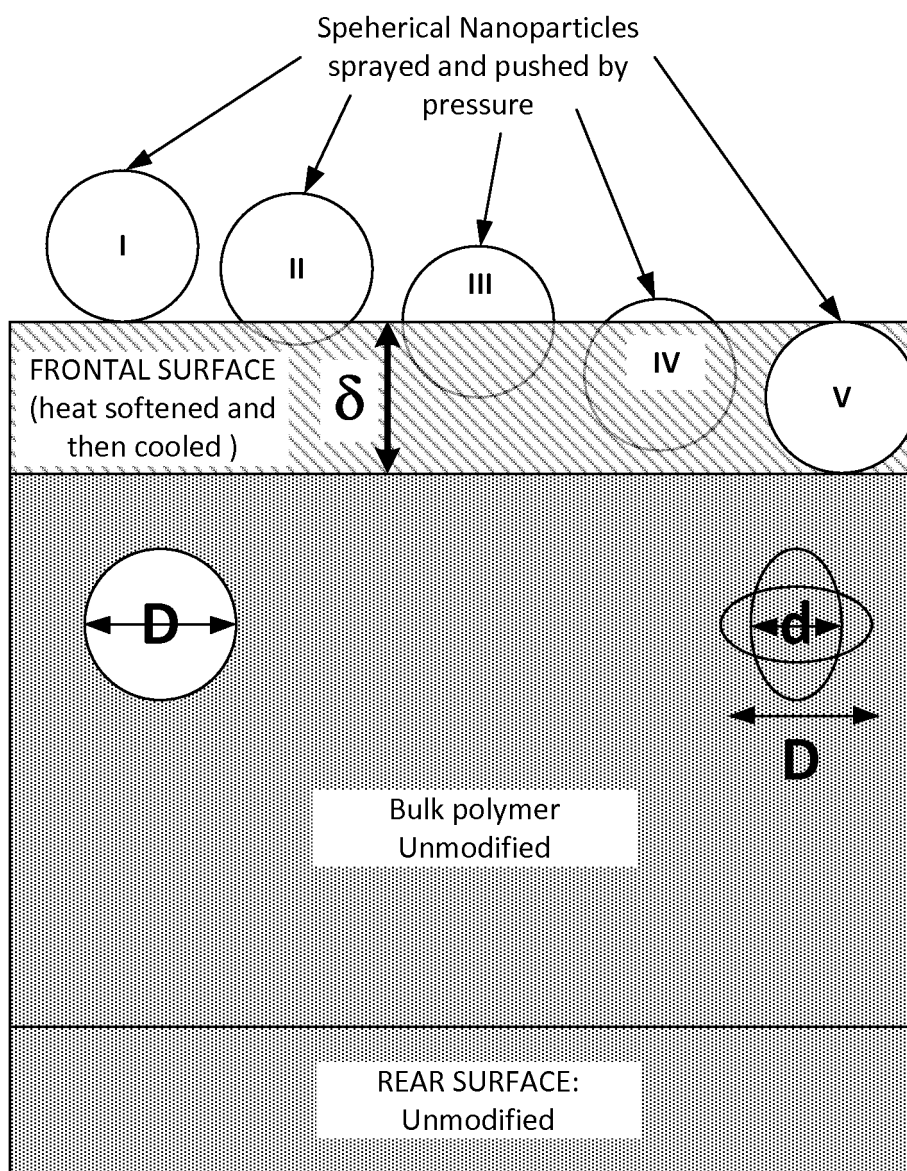 Speherical Nanoparticles
sprayed and pushed by
pressure
I
II
III
IV
V
FRONTAL SURFACE
(heat softened and
then cooled )
δ
D
d
D
Bulk polymer
Unmodified
REAR SURFACE:
Unmodified